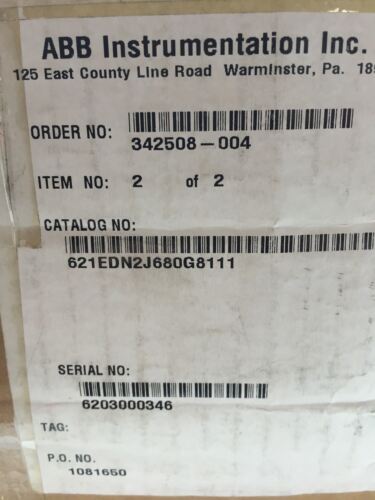 ABB Instrumentation Inc.
125 East County Line Road Warminster, Pa. 18
ORDER NO:
342508-004
ITEM NO: 2 of 2
CATALOG NO:
621EDN2J680G8111
SERIAL NO:
6203000346
TAG:
P.O. NO.
1081650